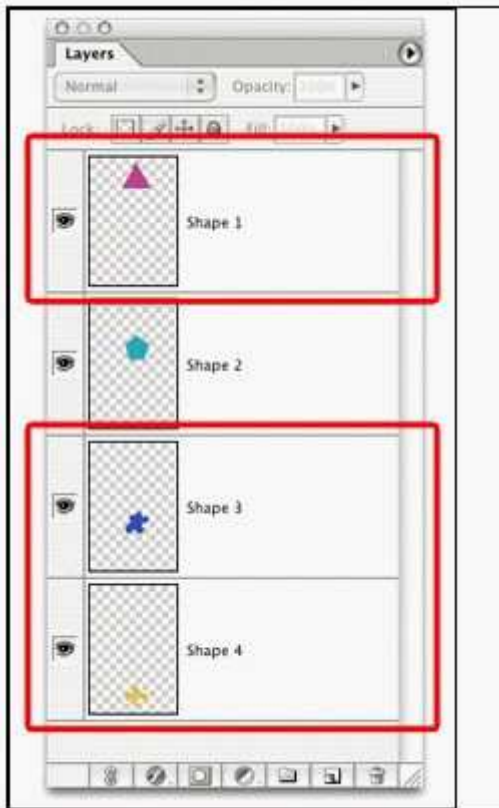 Layers
Normal Opacity:
Lock: Fill:
Shape 1
Shape 2
Shape 3
Shape 4